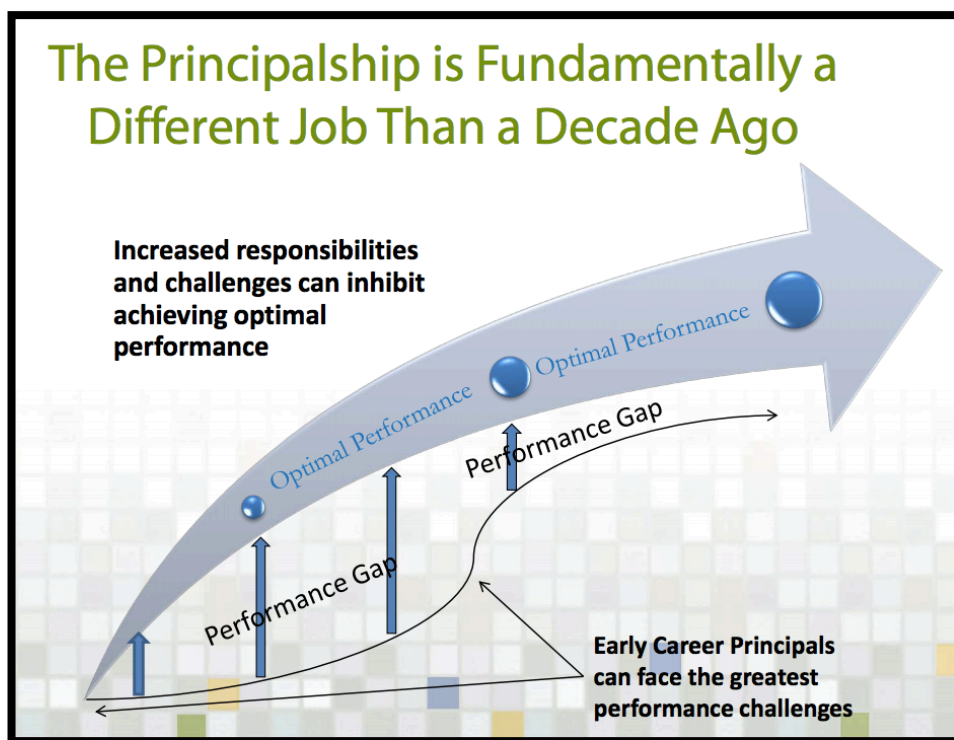 The Principalship is Fundamentally a
Different Job Than a Decade Ago
Increased responsibilities
and challenges can inhibit
achieving optimal
performance
Optimal Performance
Optimal Performance
Performance Gap
Performance Gap
Early Career Principals
can face the greatest
performance challenges